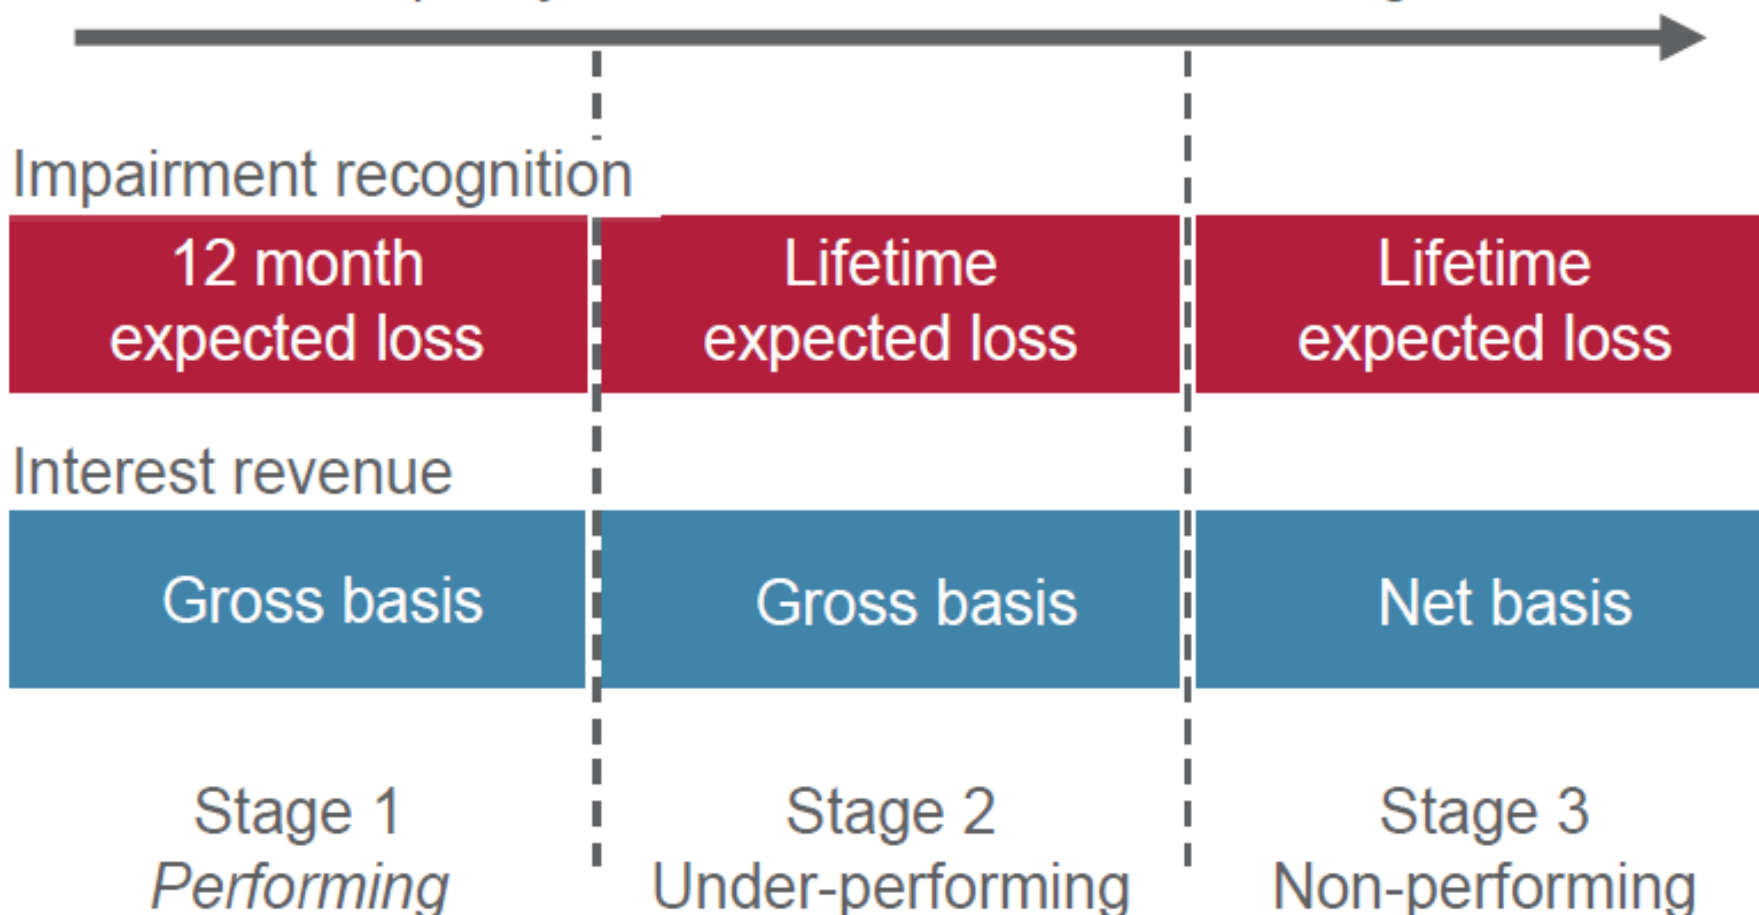 Impairment recognition
12 month
expected loss
Lifetime
expected loss
Lifetime
expected loss
Interest revenue
Gross basis
Gross basis
Net basis
Stage 1
Performing
Stage 2
Under-performing
Stage 3
Non-performing